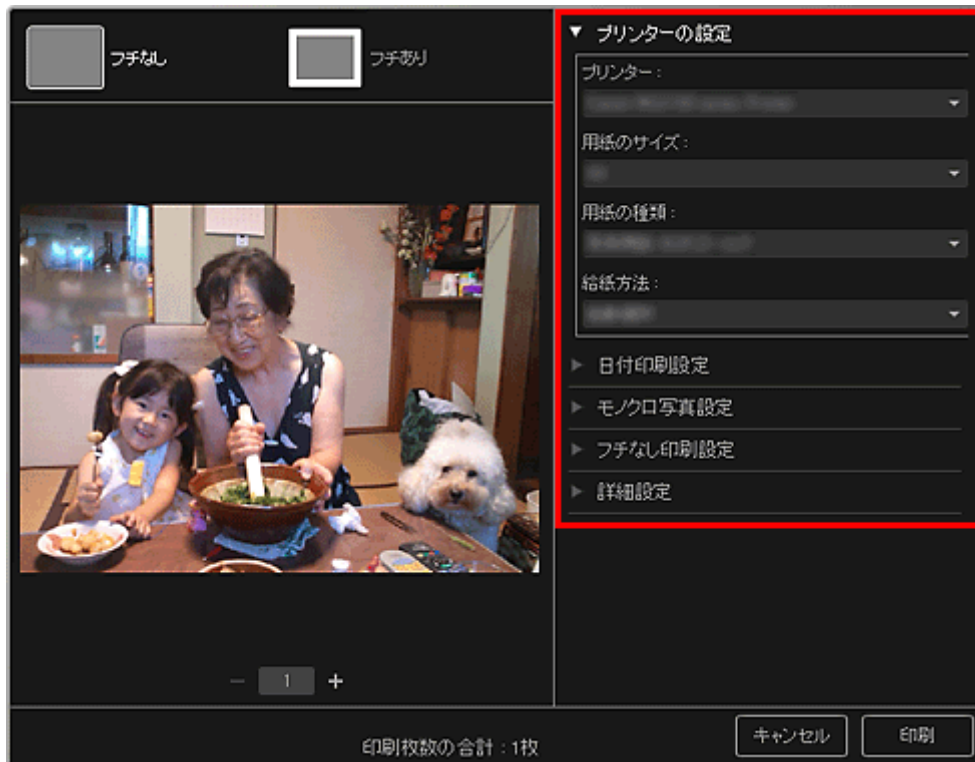 フチなし
フチあり
▼ プリンターの設定
プリンター：
用紙のサイズ：
用紙の種類：
給紙方法：
▶ 日付印刷設定
▶ モノクロ写真設定
▶ フチなし印刷設定
▶ 詳細設定
− 1 +
印刷枚数の合計：1枚
キャンセル
印刷